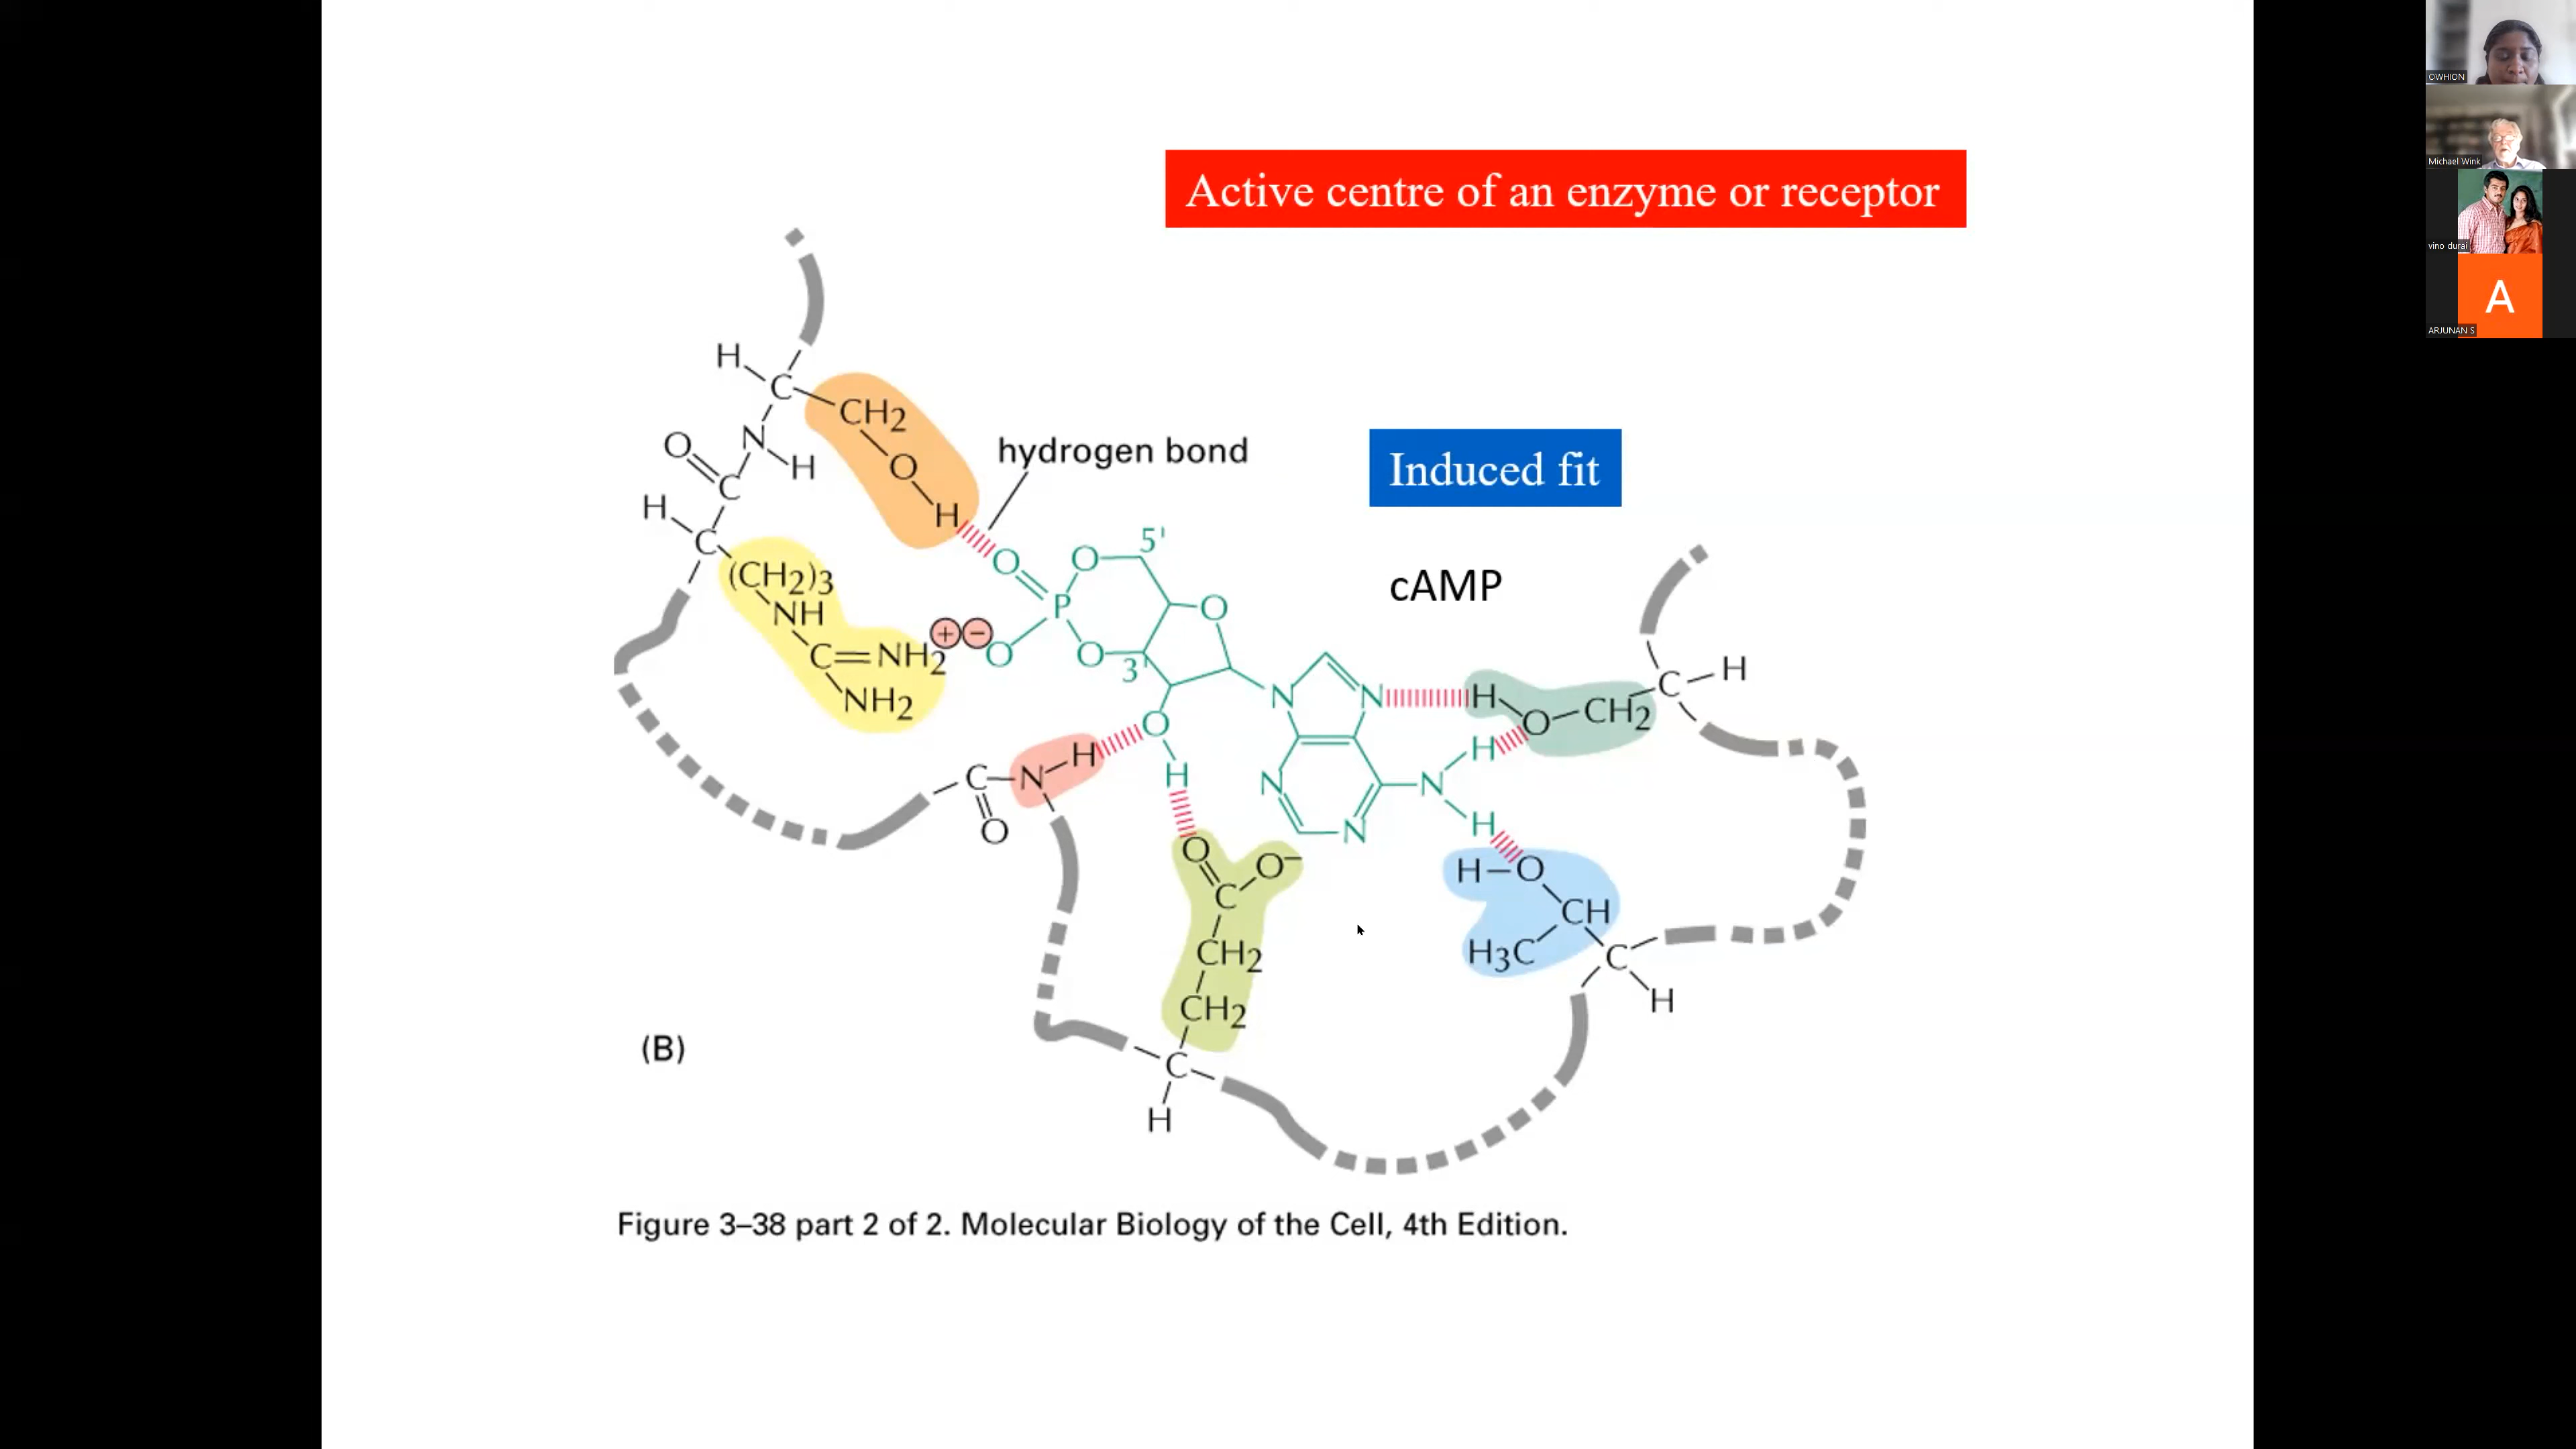 Active centre of an enzyme or receptor
OWHION
Michael Wink
vino durai
A
ARJUNAN S
Induced fit
cAMP
hydrogen bond
H
C
CH2
O
H
N
H
O
C
H
C
(CH2)3
NH
C=NH2
NH2
+ −
O
P
O
O
O
5'
3'
O
O
H
N
N
N
N
N
H
H
H
O
CH2
C
H
C
O
N
H
O
O−
C
CH2
CH2
C
H
H–O
CH
H3C
C
H
(B)
Figure 3–38 part 2 of 2. Molecular Biology of the Cell, 4th Edition.